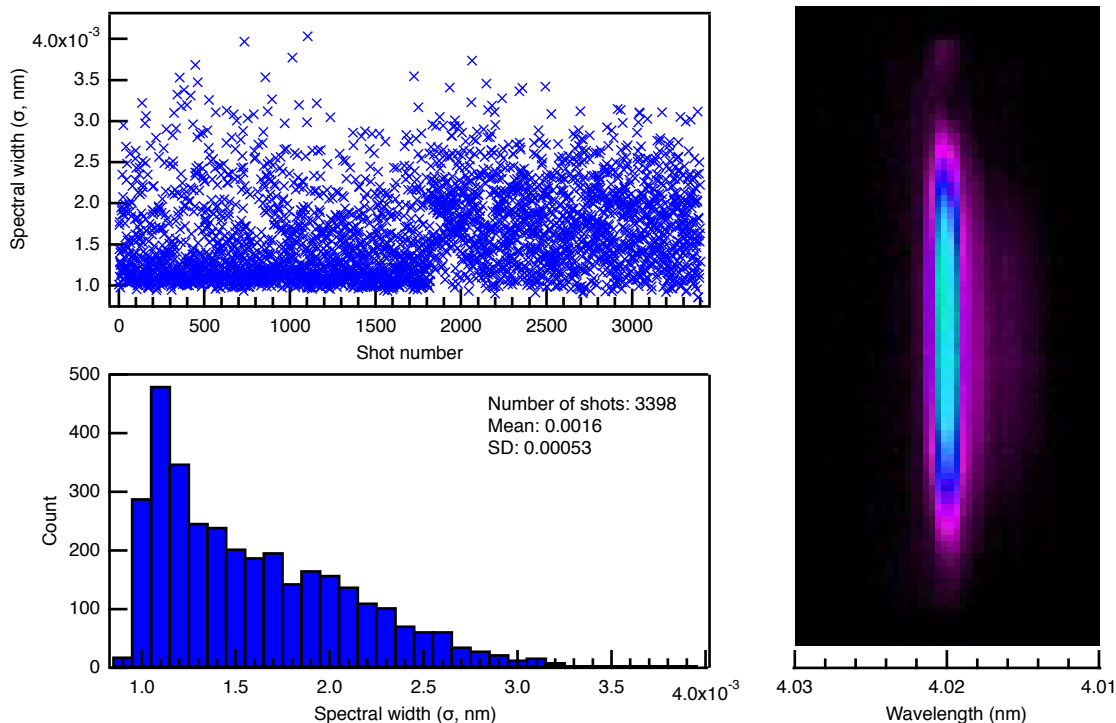 4.0x10⁻³
3.5
3.0
2.5
2.0
1.5
1.0
Spectral width (σ, nm)
0 500 1000 1500 2000 2500 3000
Shot number
500
400
300
200
100
0
Count
Number of shots: 3398
Mean: 0.0016
SD: 0.00053
1.0 1.5 2.0 2.5 3.0 3.5 4.0x10⁻³
Spectral width (σ, nm)
4.03 4.02 4.01
Wavelength (nm)